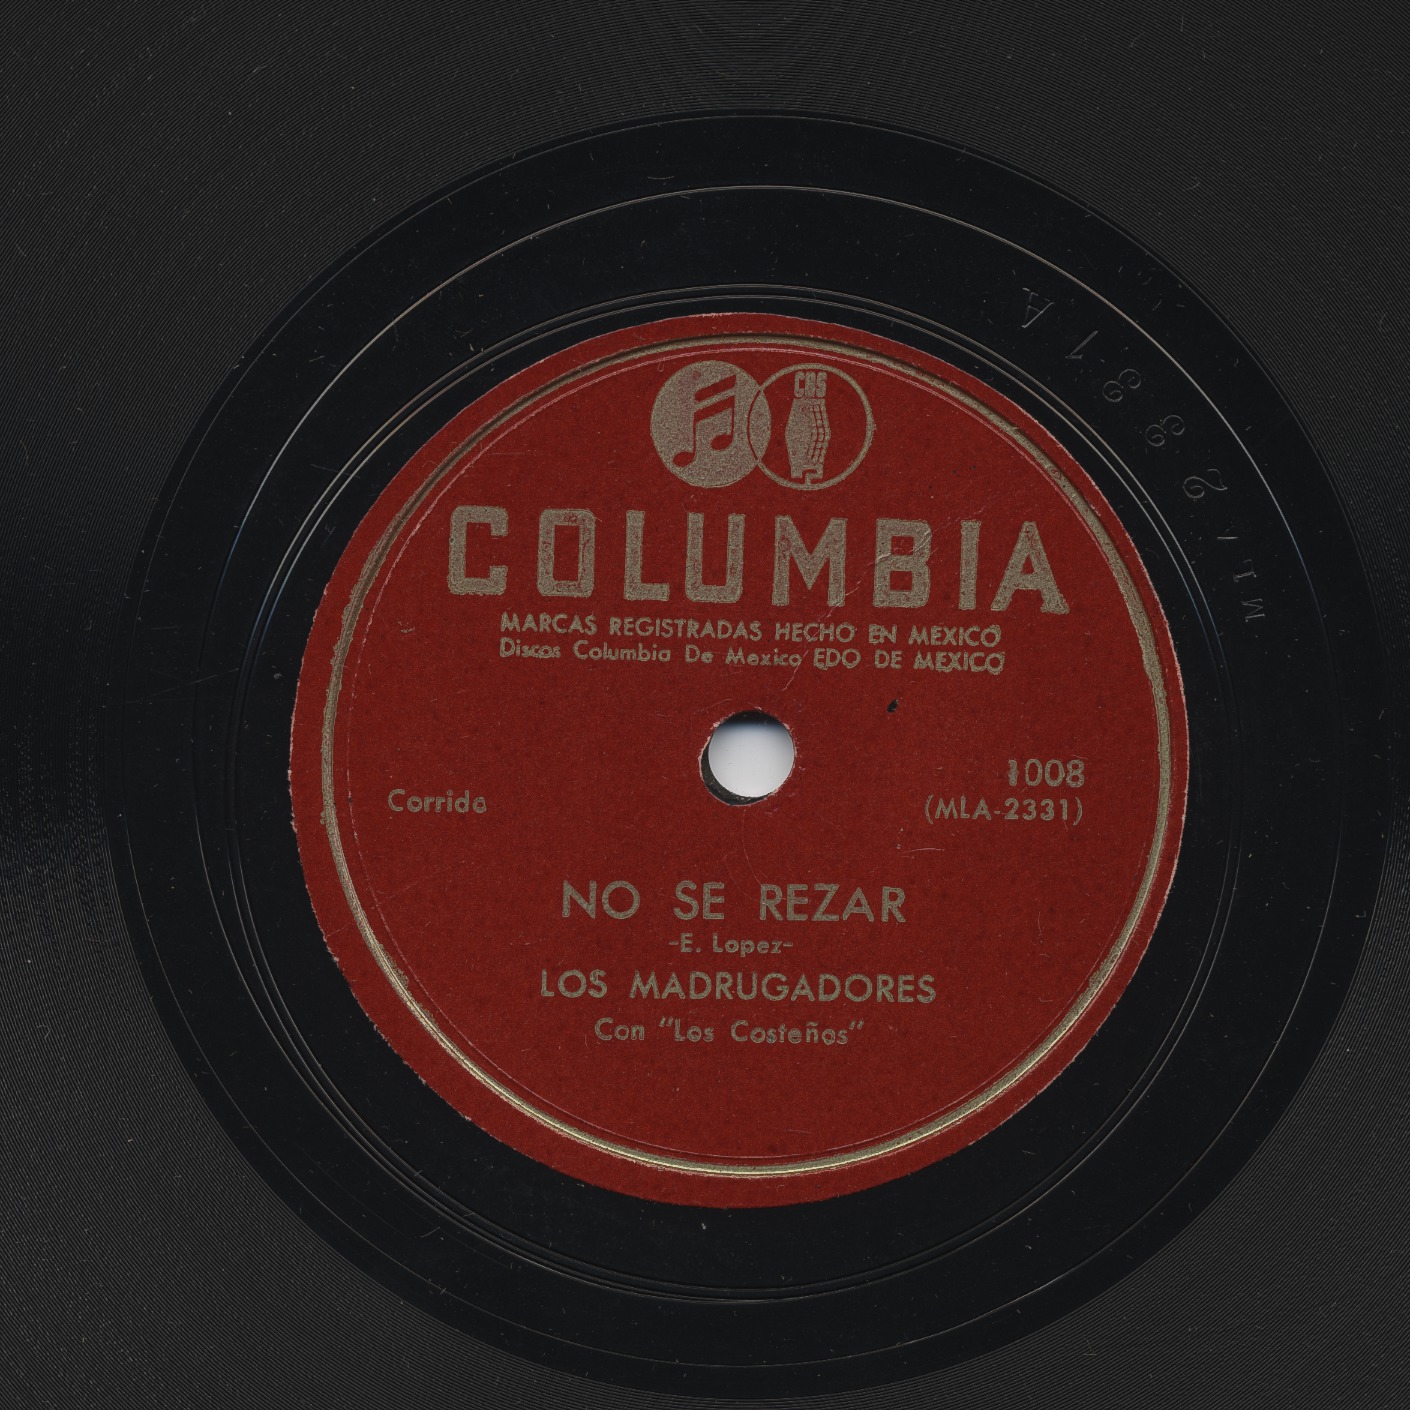 CBS
COLUMBIA
MARCAS REGISTRADAS HECHO EN MEXICO
Discos Columbia De Mexico EDO DE MEXICO
1008
Corrido
(MLA-2331)
NO SE REZAR
-E. Lopez-
LOS MADRUGADORES
Con "Los Costeños"